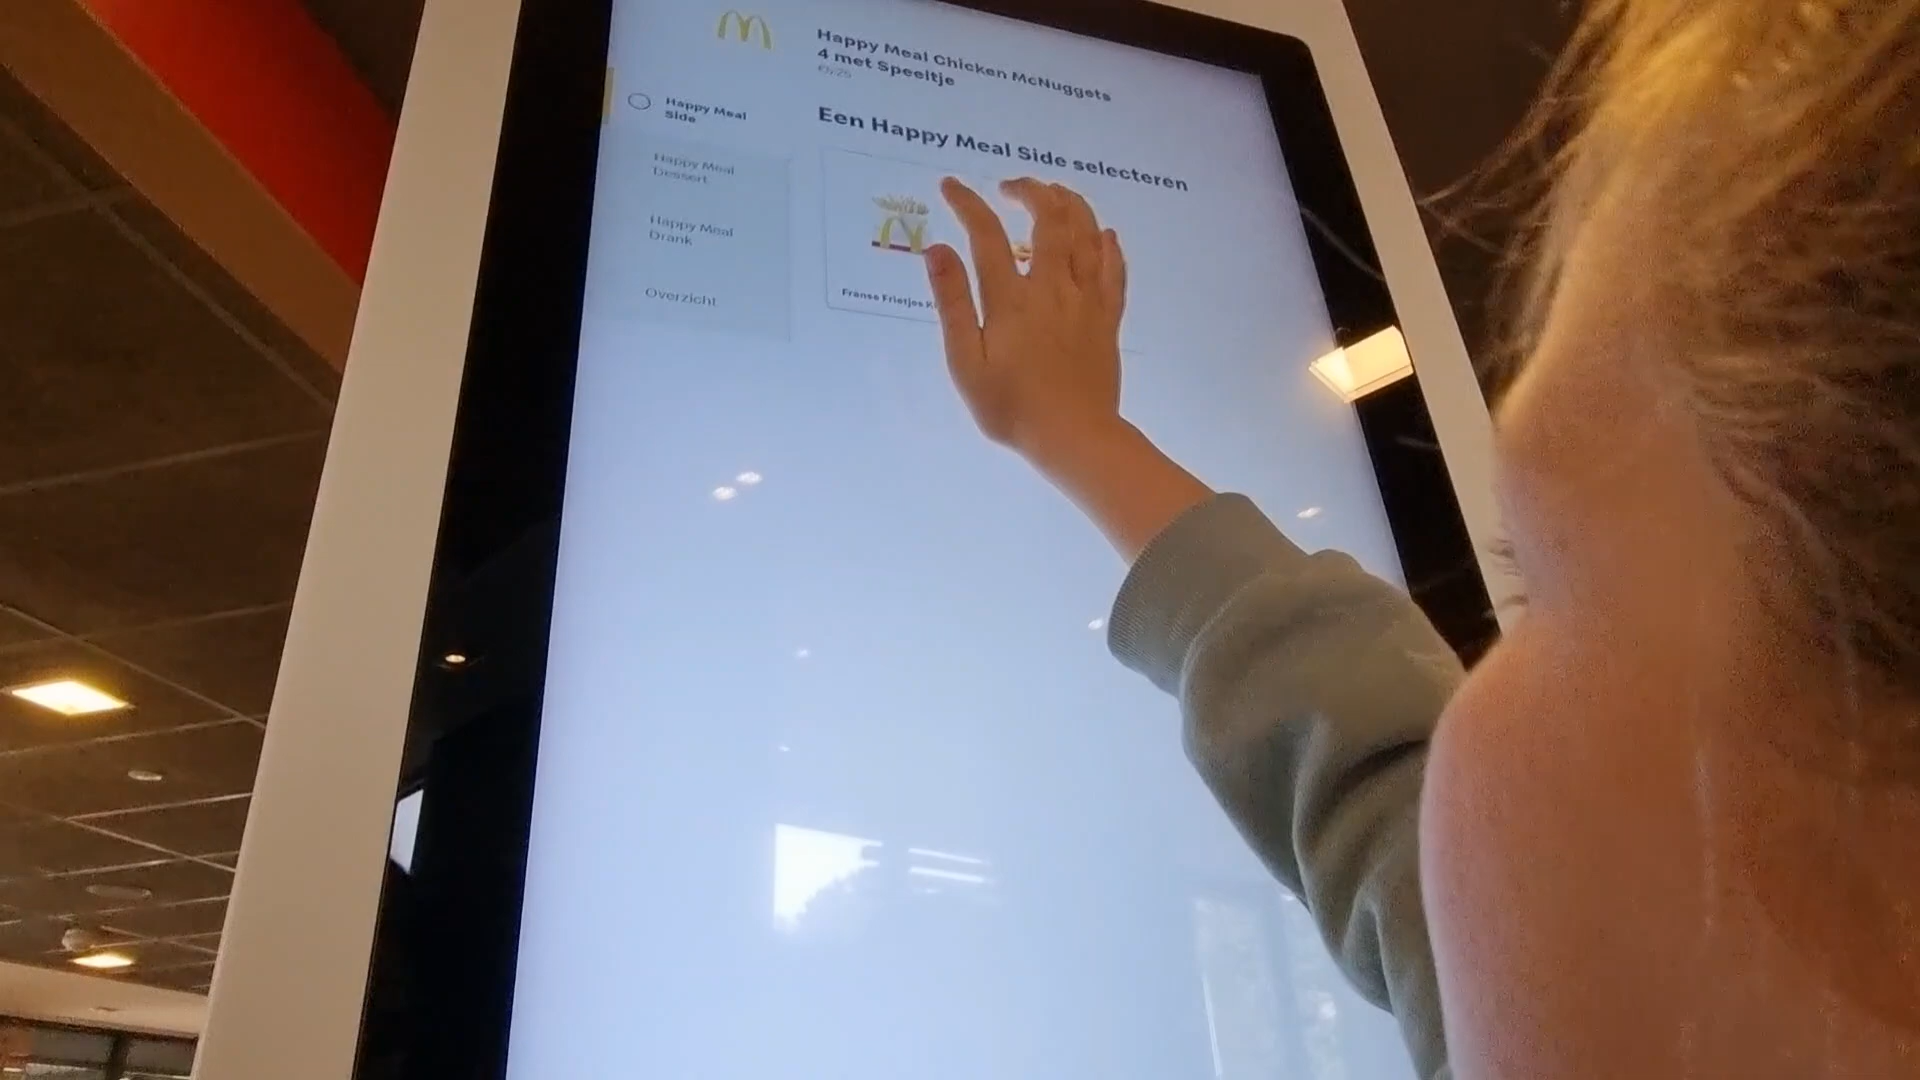 Happy Meal Chicken McNuggets
4 met Speeltje
Happy Meal
Side
Een Happy Meal Side selecteren
Happy Meal
Dessert
Happy Meal
Drank
Overzicht
Franse Frietjes